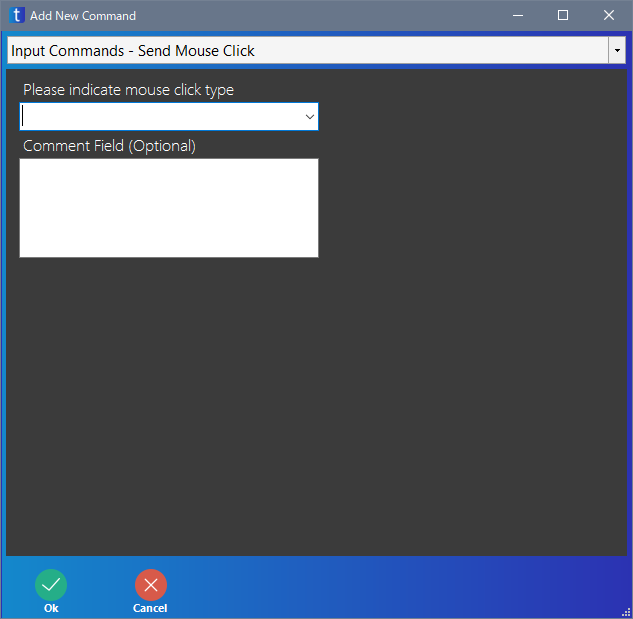 t Add New Command
Input Commands - Send Mouse Click
Please indicate mouse click type
Comment Field (Optional)
Ok Cancel